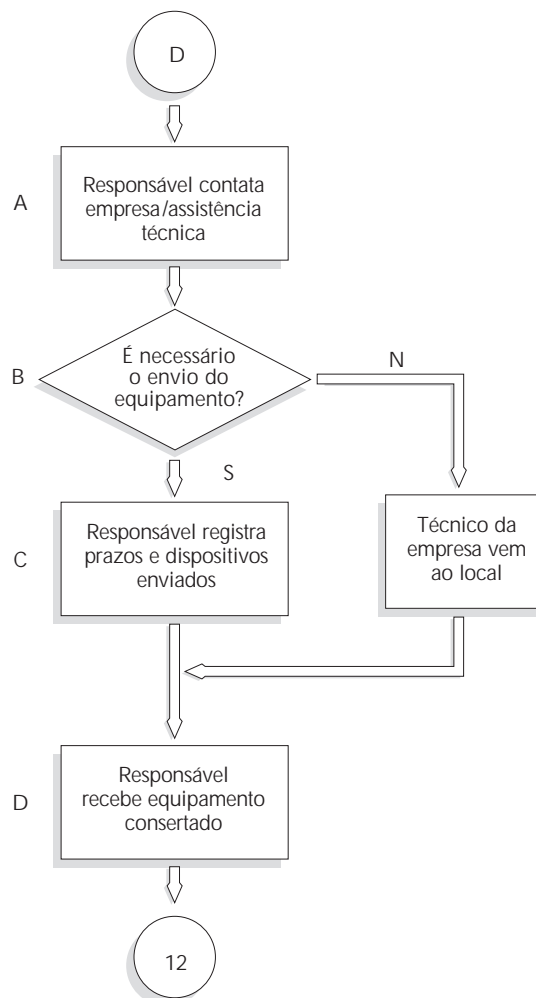 D
A
Responsável contata
empresa/assistência
técnica
B
É necessário
o envio do
equipamento?
N
S
C
Responsável registra
prazos e dispositivos
enviados
Técnico da
empresa vem
ao local
D
Responsável
recebe equipamento
consertado
12